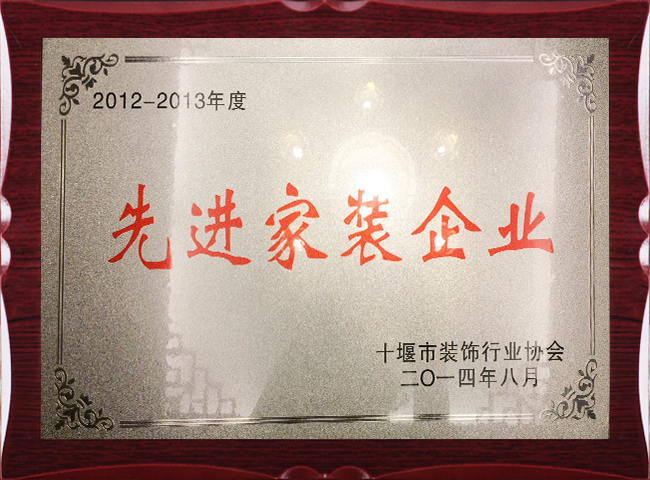 2012-2013年度
先进家装企业
十堰市装饰行业协会
二〇一四年八月